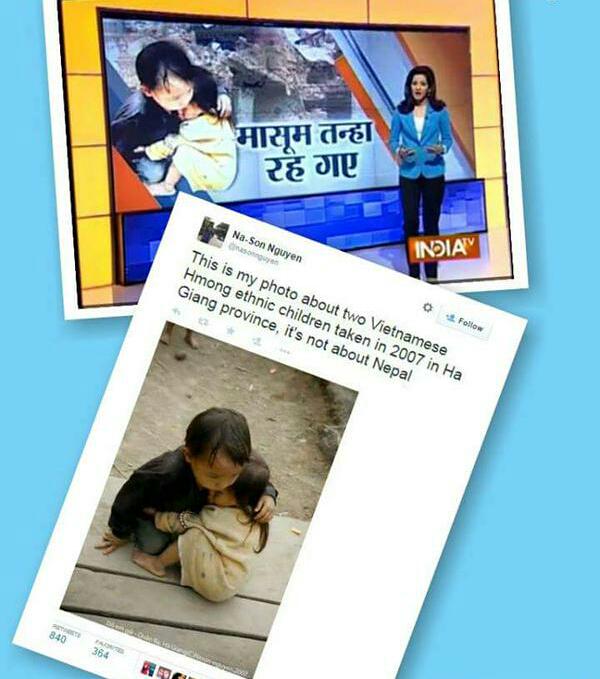 मासूम तन्हा
रह गए
INDIA TV
Na-Son Nguyen
@nasonnguyen
Follow
This is my photo about two Vietnamese
Hmong ethnic children taken in 2007 in Ha
Giang province, it's not about Nepal
RETWEETS
840
FAVORITES
364